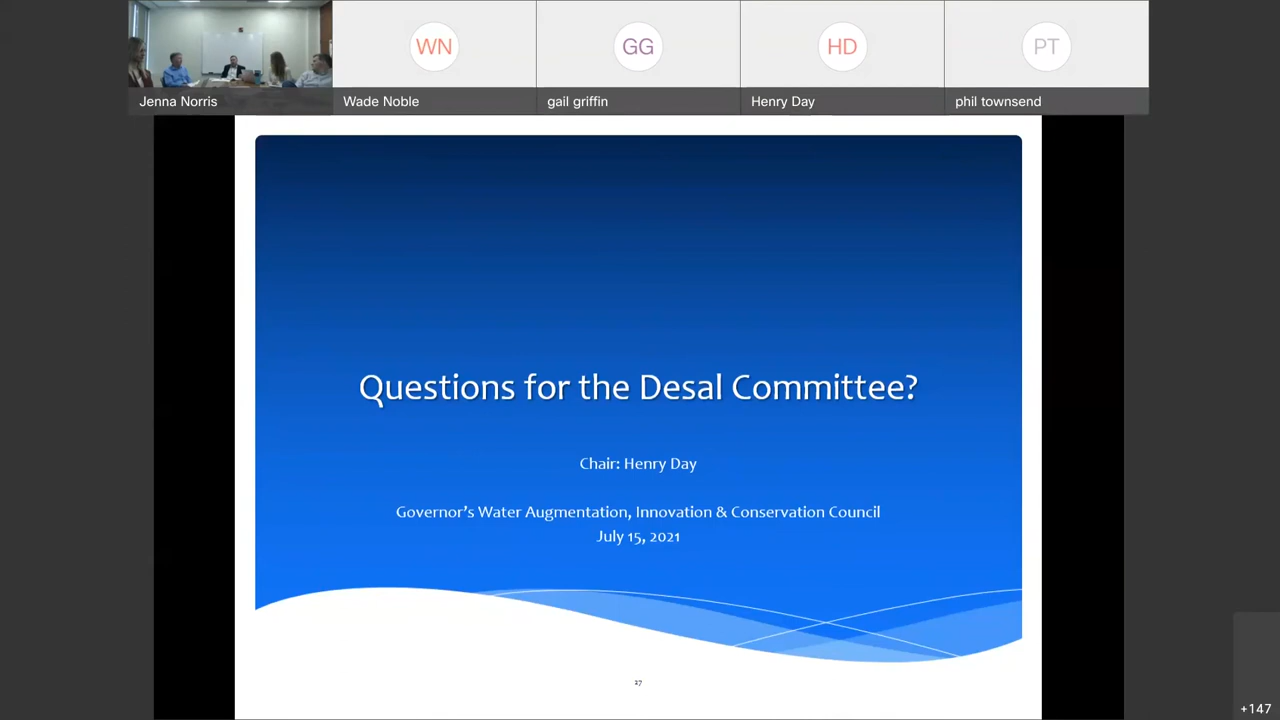 WN
GG
HD
PT
Jenna Norris
Wade Noble
gail griffin
Henry Day
phil townsend
Questions for the Desal Committee?
Chair: Henry Day
Governor's Water Augmentation, Innovation & Conservation Council
July 15, 2021
27
+147